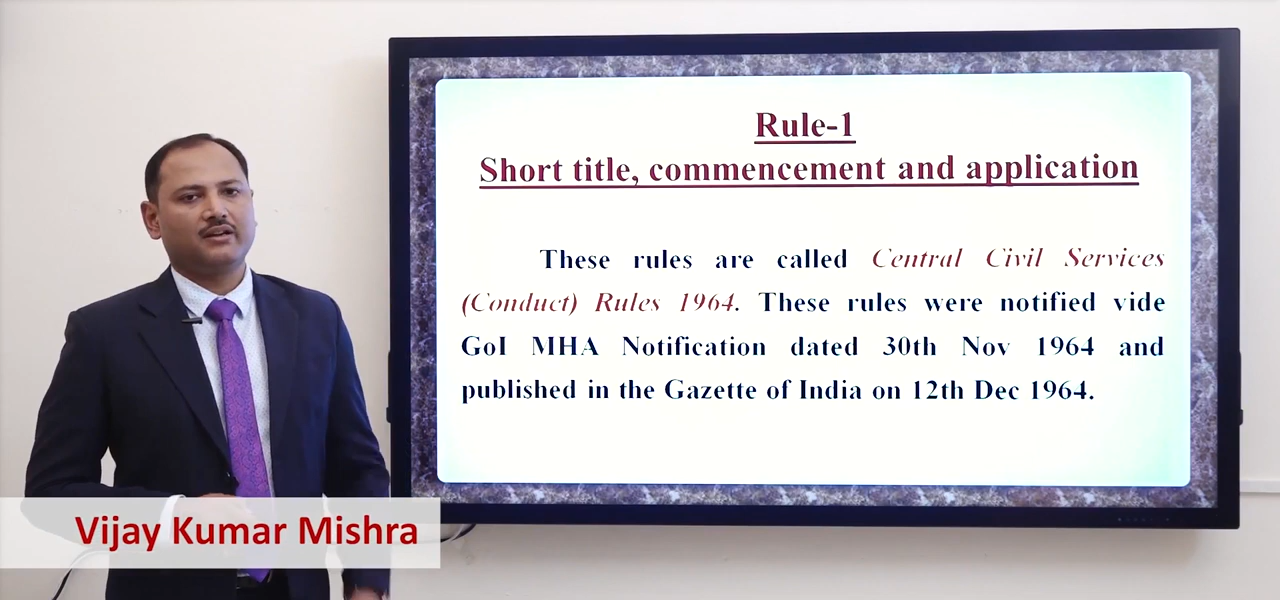 Rule-1
Short title, commencement and application
These rules are called Central Civil Services
(Conduct) Rules 1964. These rules were notified vide
GoI MHA Notification dated 30th Nov 1964 and
published in the Gazette of India on 12th Dec 1964.
Vijay Kumar Mishra